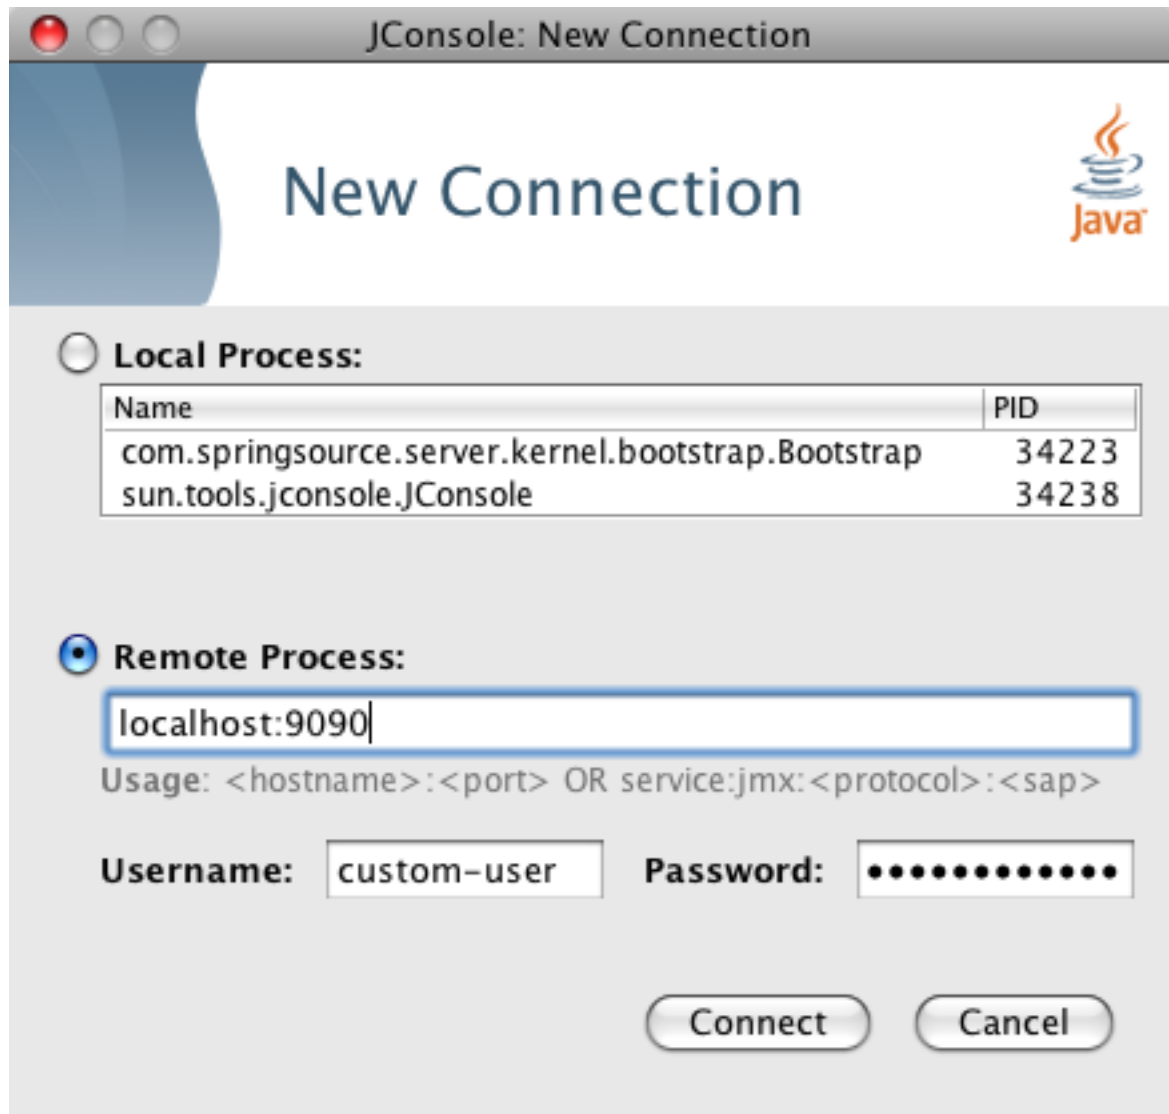 JConsole: New Connection
New Connection
Java
Local Process:
Name PID
com.springsource.server.kernel.bootstrap.Bootstrap 34223
sun.tools.jconsole.JConsole 34238
Remote Process:
localhost:9090
Usage: <hostname>:<port> OR service:jmx:<protocol>:<sap>
Username: custom-user Password: ••••••••••••
Connect Cancel